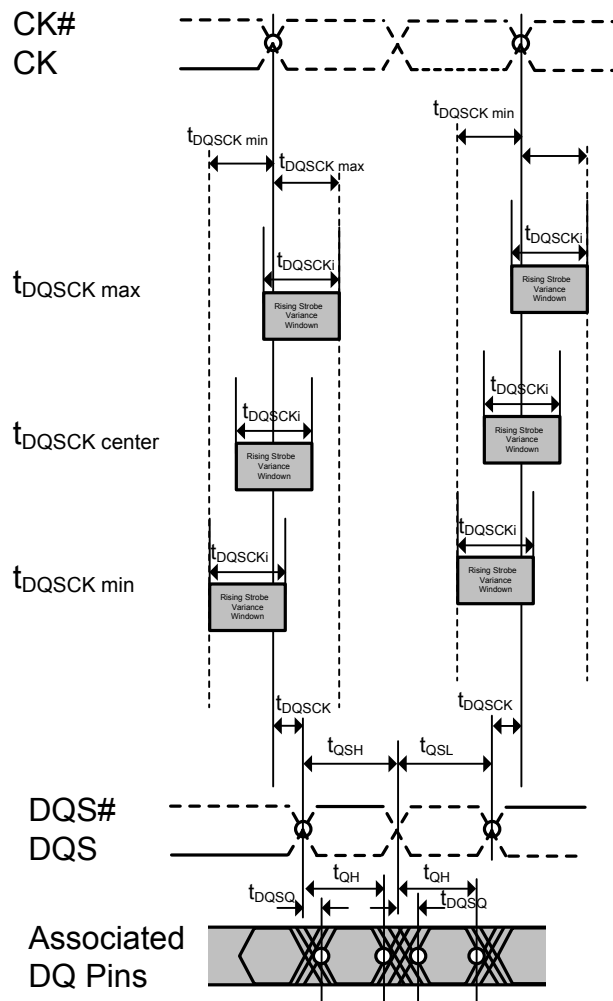 CK#
CK
tDQSCK min
tDQSCK min
tDQSCK max
tDQSCKi
tDQSCKi
tDQSCK max
Rising Strobe
Variance
Windown
Rising Strobe
Variance
Windown
tDQSCKi
tDQSCKi
tDQSCK center
Rising Strobe
Variance
Windown
Rising Strobe
Variance
Windown
tDQSCKi
tDQSCKi
tDQSCK min
Rising Strobe
Variance
Windown
Rising Strobe
Variance
Windown
tDQSCK
tDQSCK
tQSH
tQSL
DQS#
DQS
tQH
tQH
tDQSQ
tDQSQ
Associated
DQ Pins